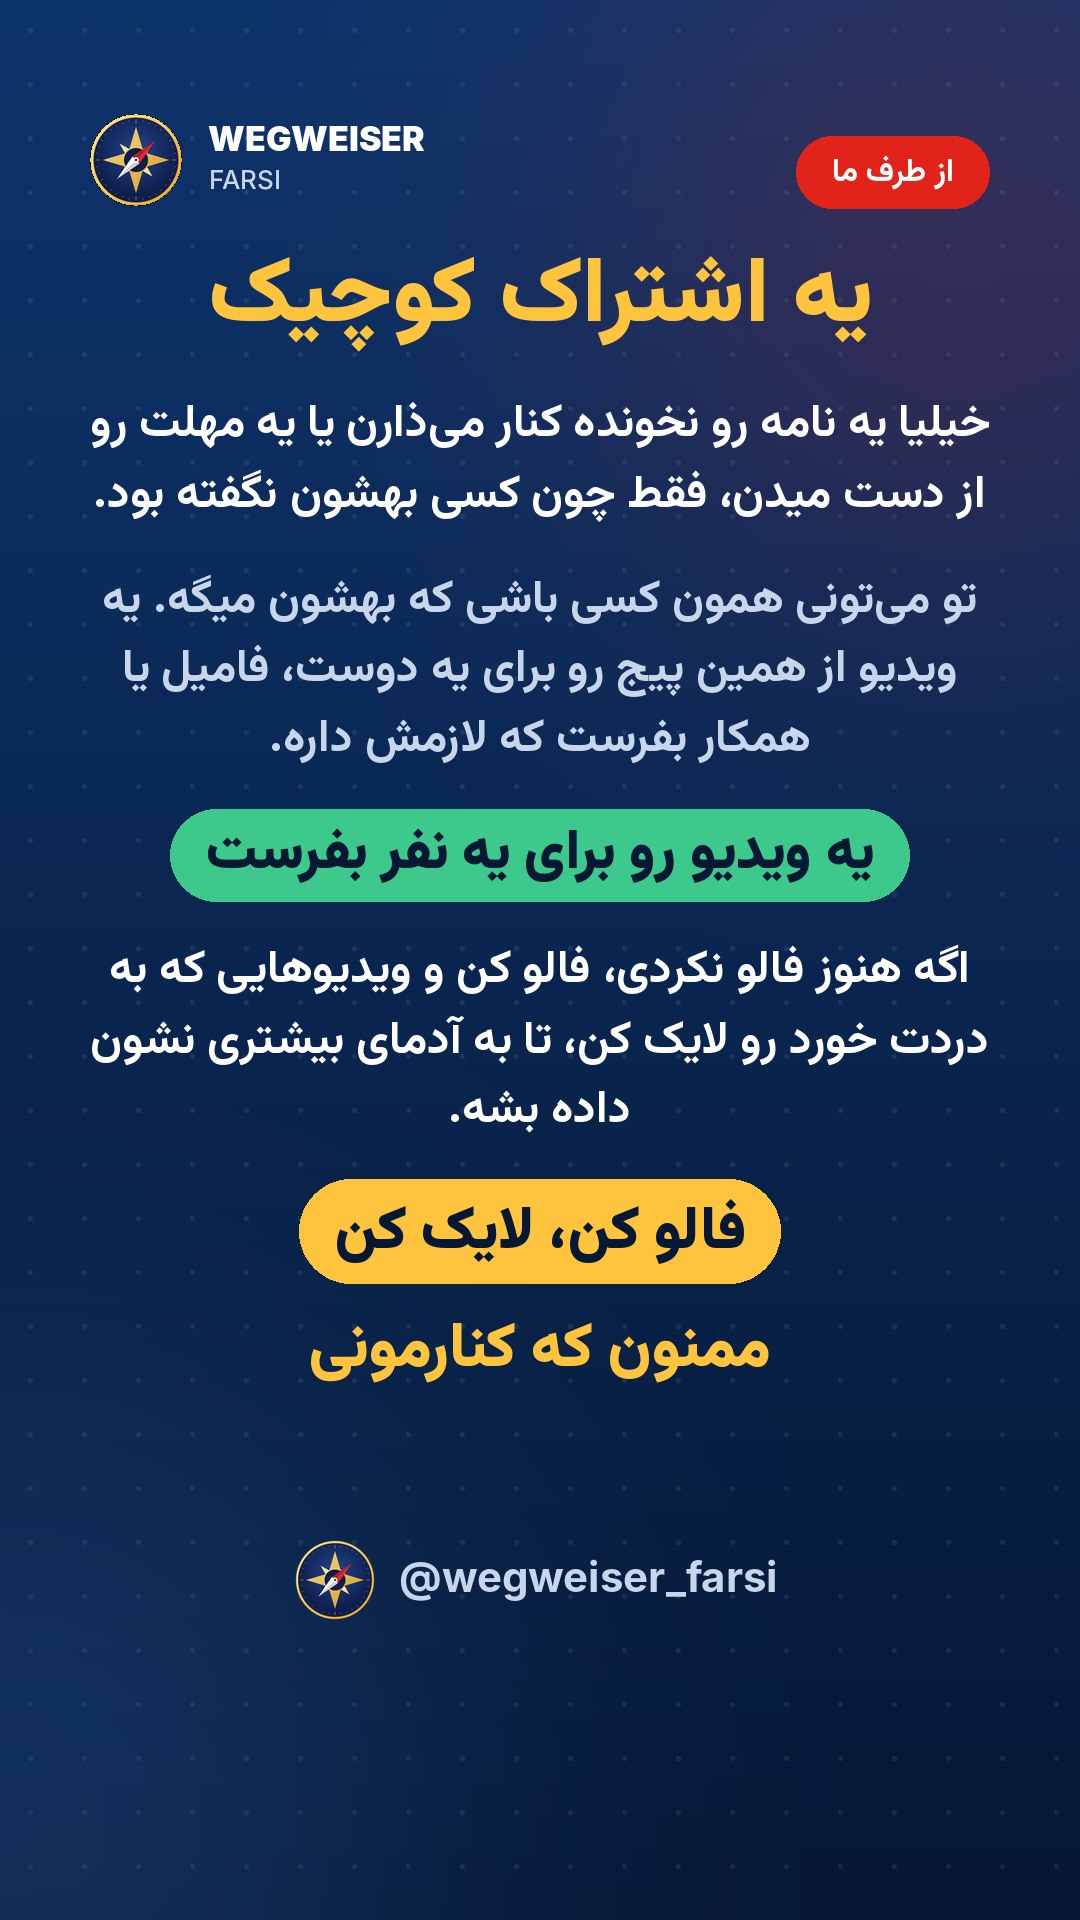 WEGWEISER
FARSI
از طرف ما
یه اشتراک کوچیک
خیلیا یه نامه رو نخونده کنار می‌ذارن یا یه مهلت رو
از دست میدن، فقط چون کسی بهشون نگفته بود.
تو می‌تونی همون کسی باشی که بهشون میگه. یه
ویدیو از همین پیج رو برای یه دوست، فامیل یا
همکار بفرست که لازمش داره.
یه ویدیو رو برای یه نفر بفرست
اگه هنوز فالو نکردی، فالو کن و ویدیوهایی که به
دردت خورد رو لایک کن، تا به آدمای بیشتری نشون
داده بشه.
فالو کن، لایک کن
ممنون که کنارمونی
@wegweiser_farsi